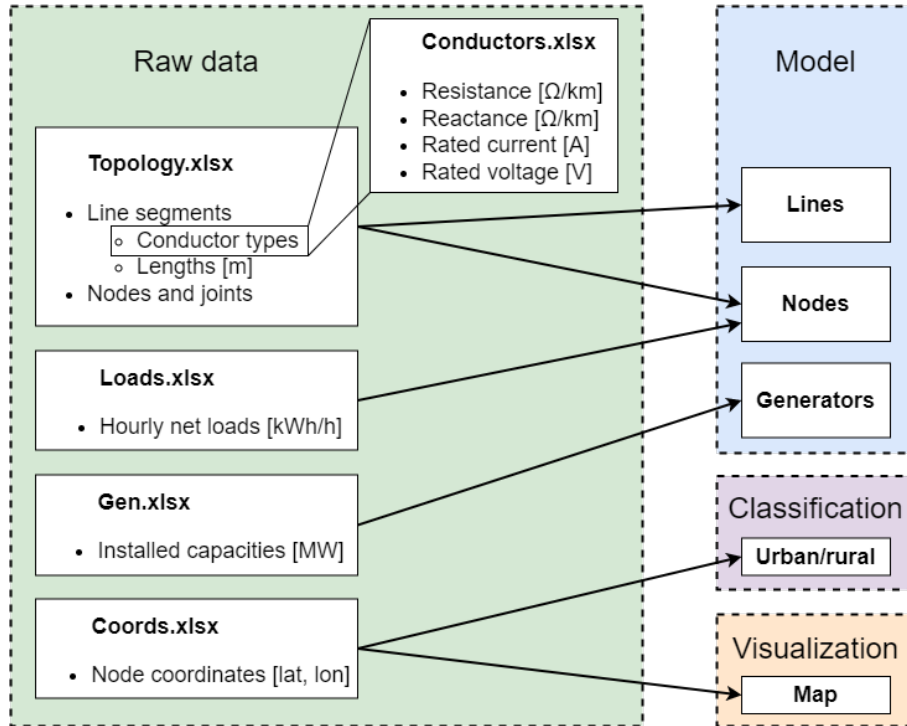 Raw data
Conductors.xlsx
• Resistance [Ω/km]
• Reactance [Ω/km]
• Rated current [A]
• Rated voltage [V]
Topology.xlsx
• Line segments
◦ Conductor types
◦ Lengths [m]
• Nodes and joints
Loads.xlsx
• Hourly net loads [kWh/h]
Gen.xlsx
• Installed capacities [MW]
Coords.xlsx
• Node coordinates [lat, lon]
Model
Lines
Nodes
Generators
Classification
Urban/rural
Visualization
Map